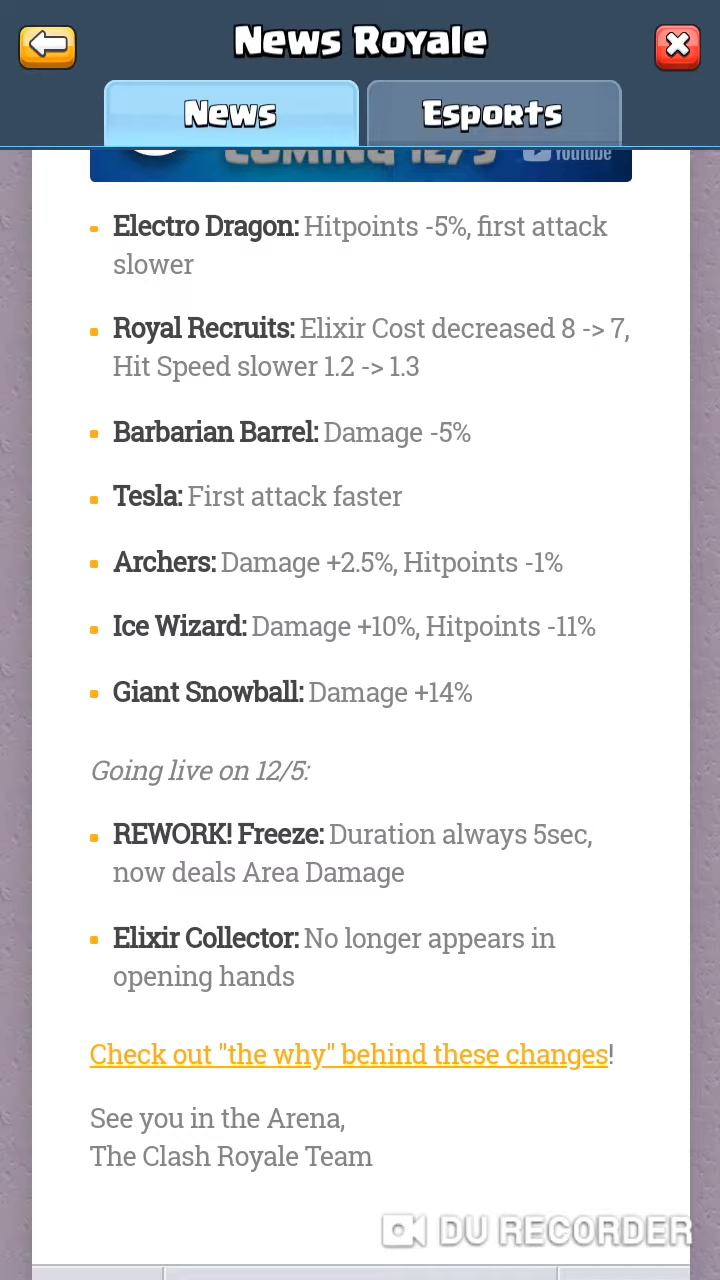 News Royale
News
Esports
COMING 12/5
YouTube
Electro Dragon: Hitpoints -5%, first attack
slower
Royal Recruits: Elixir Cost decreased 8 -> 7,
Hit Speed slower 1.2 -> 1.3
Barbarian Barrel: Damage -5%
Tesla: First attack faster
Archers: Damage +2.5%, Hitpoints -1%
Ice Wizard: Damage +10%, Hitpoints -11%
Giant Snowball: Damage +14%
Going live on 12/5:
REWORK! Freeze: Duration always 5sec,
now deals Area Damage
Elixir Collector: No longer appears in
opening hands
Check out "the why" behind these changes!
See you in the Arena,
The Clash Royale Team
DU RECORDER